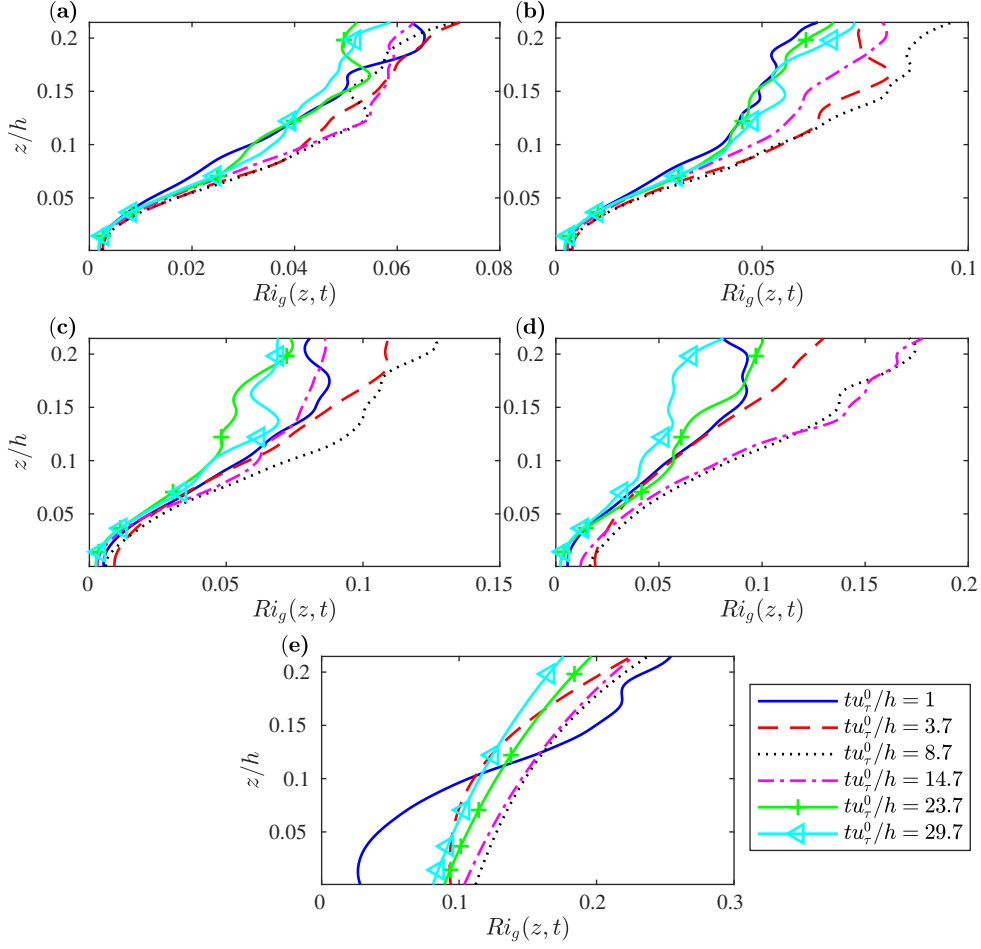 (a)
(b)
0.2
0.15
0.1
0.05
z/h
0 0.02 0.04 0.06 0.08
Ri_g(z, t)
0.2
0.15
0.1
0.05
0 0.05 0.1
Ri_g(z, t)
(c)
(d)
0.2
0.15
0.1
0.05
z/h
0 0.05 0.1 0.15
Ri_g(z, t)
0.2
0.15
0.1
0.05
0 0.05 0.1 0.15 0.2
Ri_g(z, t)
(e)
0.2
0.15
0.1
0.05
z/h
0 0.1 0.2 0.3
Ri_g(z, t)
tu_τ^0/h = 1
tu_τ^0/h = 3.7
tu_τ^0/h = 8.7
tu_τ^0/h = 14.7
tu_τ^0/h = 23.7
tu_τ^0/h = 29.7